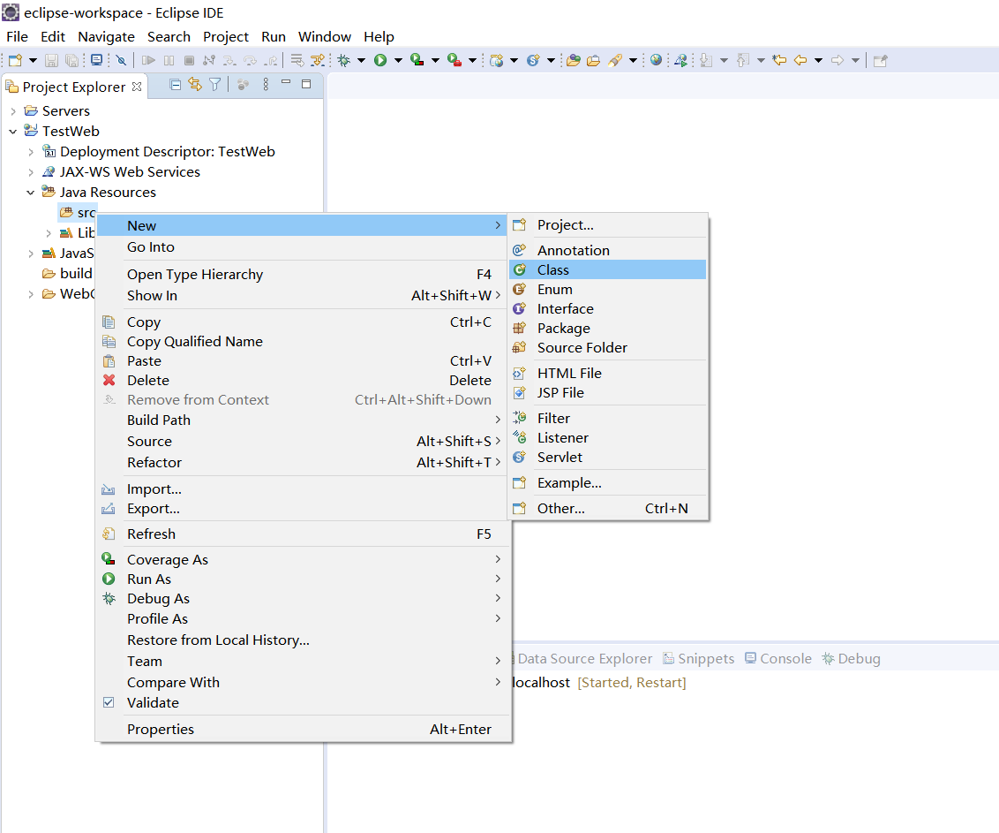 eclipse-workspace - Eclipse IDE
File Edit Navigate Search Project Run Window Help
Project Explorer
Servers
TestWeb
Deployment Descriptor: TestWeb
JAX-WS Web Services
Java Resources
src
Lib
JavaS
build
WebC
New
Go Into
Open Type Hierarchy F4
Show In Alt+Shift+W
Copy Ctrl+C
Copy Qualified Name
Paste Ctrl+V
Delete Delete
Remove from Context Ctrl+Alt+Shift+Down
Build Path
Source Alt+Shift+S
Refactor Alt+Shift+T
Import...
Export...
Refresh F5
Coverage As
Run As
Debug As
Profile As
Restore from Local History...
Team
Compare With
Validate
Properties Alt+Enter
Project...
Annotation
Class
Enum
Interface
Package
Source Folder
HTML File
JSP File
Filter
Listener
Servlet
Example...
Other... Ctrl+N
Data Source Explorer Snippets Console Debug
localhost [Started, Restart]